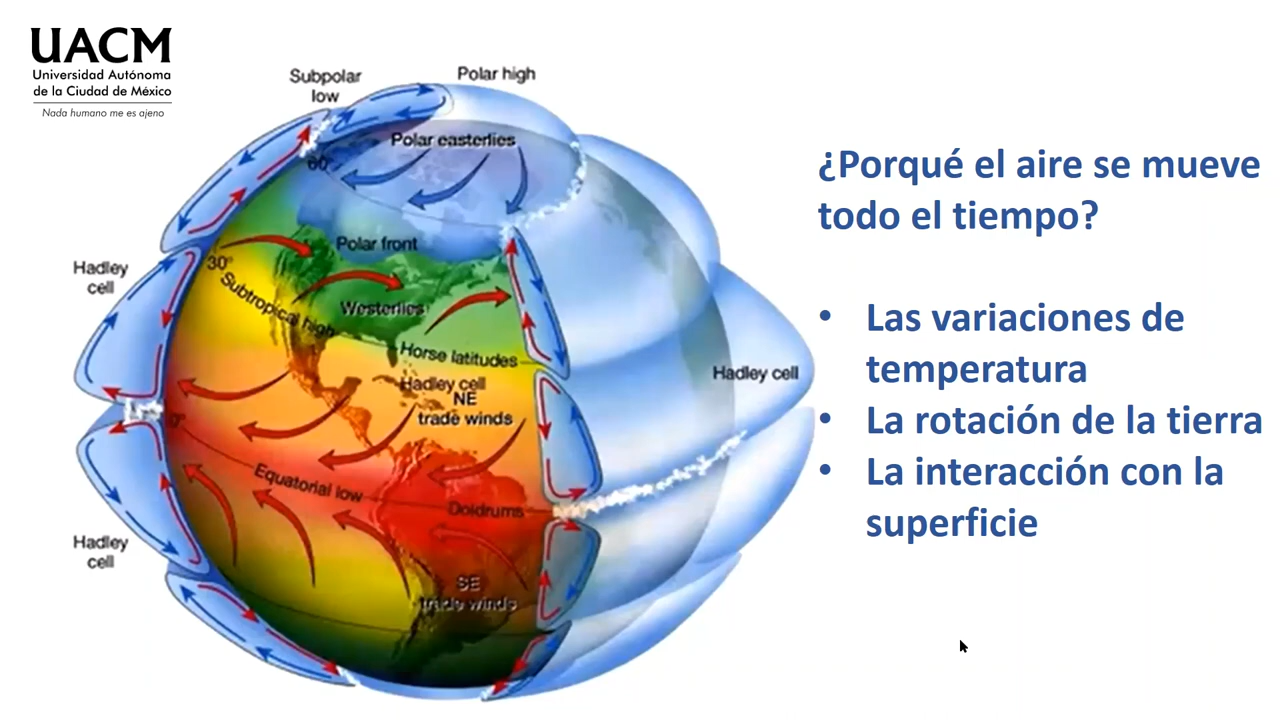 UACM
Universidad Autónoma
de la Ciudad de México
Nada humano me es ajeno
Subpolar
low
Polar high
Polar easterlies
60°
Polar front
Hadley
cell
30°
Subtropical high
Westerlies
Horse latitudes
Hadley cell
NE
trade winds
Hadley cell
0°
Equatorial low
Doldrums
Hadley
cell
SE
trade winds
¿Porqué el aire se mueve
todo el tiempo?
• Las variaciones de
temperatura
• La rotación de la tierra
• La interacción con la
superficie